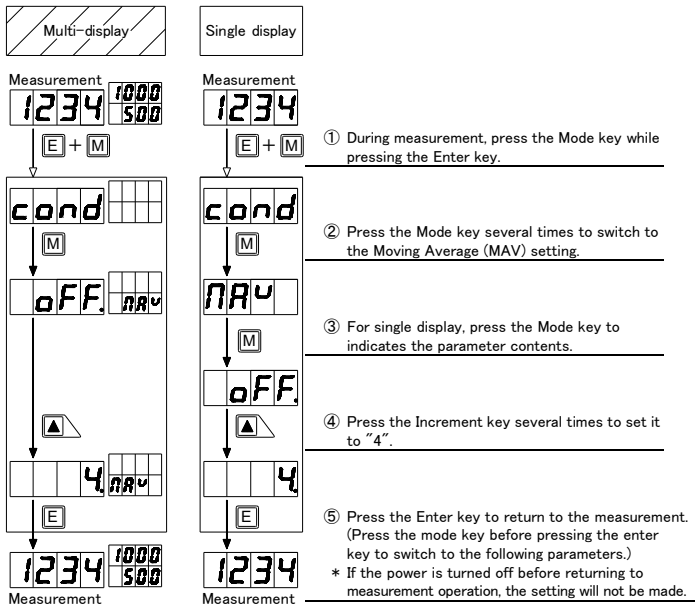 Multi-display
Single display
Measurement
Measurement
1234 1000
500
1234
E + M
E + M
① During measurement, press the Mode key while
pressing the Enter key.
cond
cond
M
M
② Press the Mode key several times to switch to
the Moving Average (MAV) setting.
oFF. MAv
MAv
③ For single display, press the Mode key to
indicates the parameter contents.
M
oFF.
④ Press the Increment key several times to set it
to "4".
4. MAv
4.
E
E
⑤ Press the Enter key to return to the measurement.
(Press the mode key before pressing the enter
key to switch to the following parameters.)
* If the power is turned off before returning to
measurement operation, the setting will not be made.
1234 1000
500
1234
Measurement
Measurement